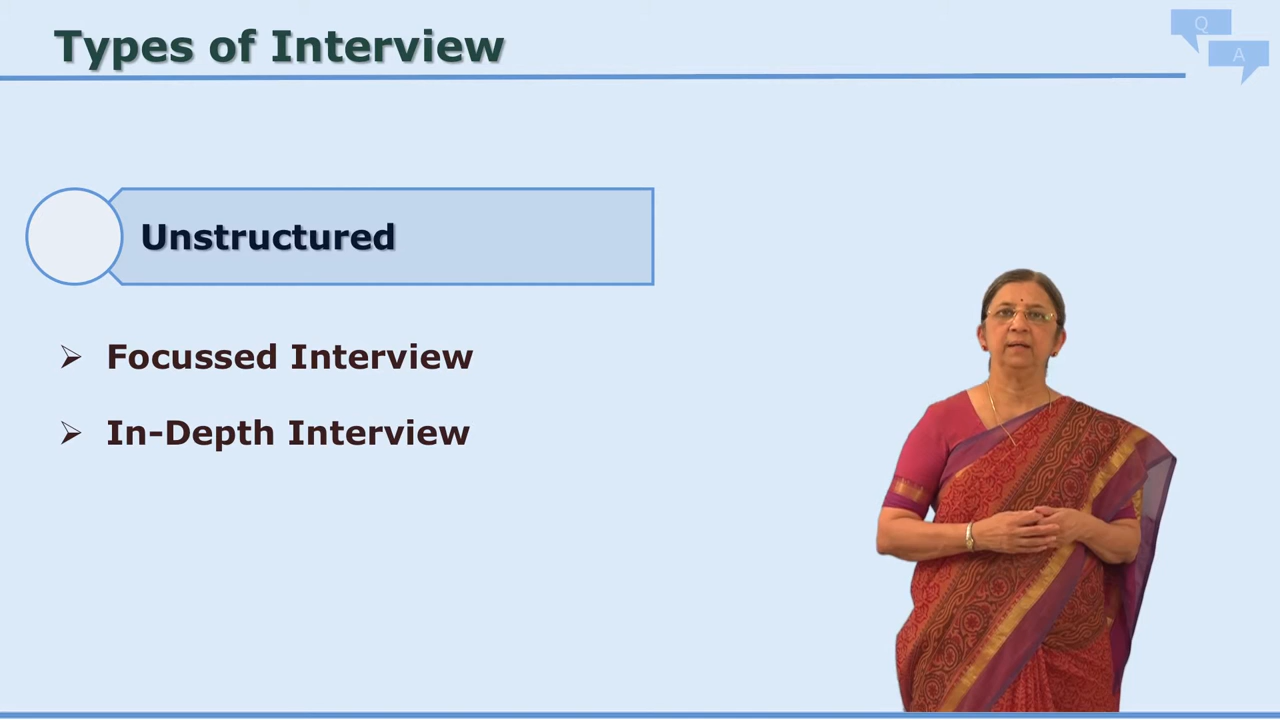 Types of Interview
Q
A
Unstructured
Focussed Interview
In-Depth Interview